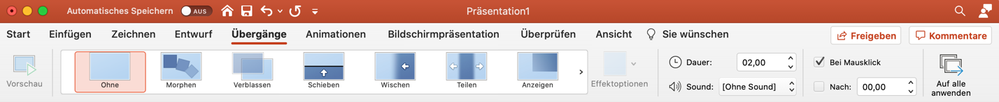 Automatisches Speichern AUS Präsentation1
Start Einfügen Zeichnen Entwurf Übergänge Animationen Bildschirmpräsentation Überprüfen Ansicht Sie wünschen Freigeben Kommentare
Vorschau
Ohne Morphen Verblassen Schieben Wischen Teilen Anzeigen
Effektoptionen
Dauer: 02,00
Sound: [Ohne Sound]
Bei Mausklick
Nach: 00,00
Auf alle
anwenden